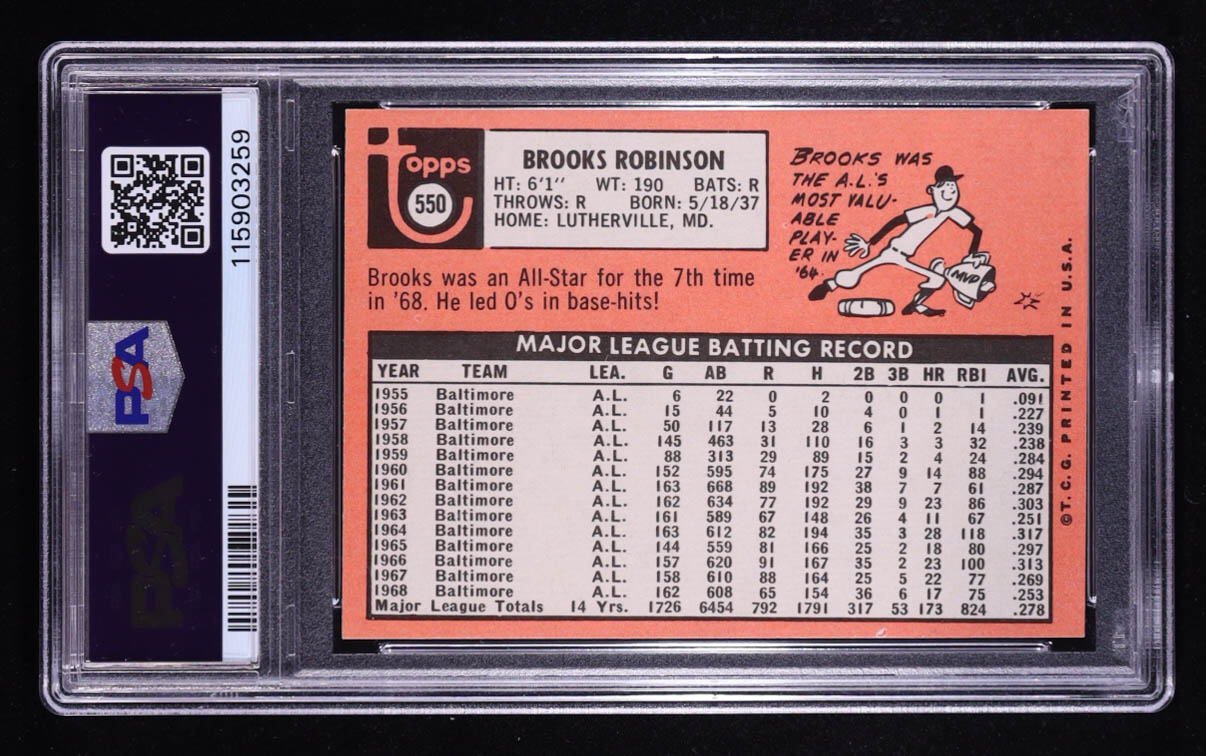 115903259
PSA
PSA
Topps
550
BROOKS ROBINSON
HT: 6'1" WT: 190 BATS: R
THROWS: R BORN: 5/18/37
HOME: LUTHERVILLE, MD.
Brooks was an All-Star for the 7th time
in '68. He led O's in base-hits!
BROOKS WAS
THE A.L.'S
MOST VALU-
ABLE
PLAY-
ER IN
'64.
MVP
MAJOR LEAGUE BATTING RECORD
YEAR TEAM LEA. G AB R H 2B 3B HR RBI AVG.
1955 Baltimore A.L. 6 22 0 2 0 0 0 1 .091
1956 Baltimore A.L. 15 44 5 10 4 0 1 1 .227
1957 Baltimore A.L. 50 117 13 28 6 1 2 14 .239
1958 Baltimore A.L. 145 463 31 110 16 3 3 32 .238
1959 Baltimore A.L. 88 313 29 89 15 2 4 24 .284
1960 Baltimore A.L. 152 595 74 175 27 9 14 88 .294
1961 Baltimore A.L. 163 668 89 192 38 7 7 61 .287
1962 Baltimore A.L. 162 634 77 192 29 9 23 86 .303
1963 Baltimore A.L. 161 589 67 148 26 4 11 67 .251
1964 Baltimore A.L. 163 612 82 194 35 3 28 118 .317
1965 Baltimore A.L. 144 559 81 166 25 2 18 80 .297
1966 Baltimore A.L. 157 620 91 167 35 2 23 100 .313
1967 Baltimore A.L. 158 610 88 164 25 5 22 77 .269
1968 Baltimore A.L. 162 608 65 154 36 6 17 75 .253
Major League Totals 14 Yrs. 1726 6454 792 1791 317 53 173 824 .278
©T.C.G. PRINTED IN U.S.A.